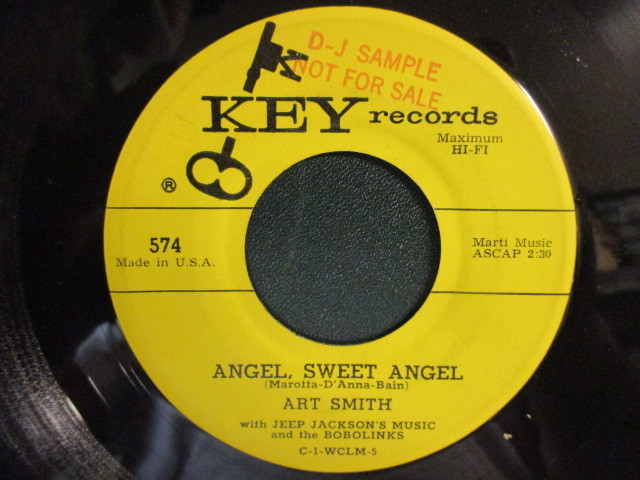 D-J SAMPLE
NOT FOR SALE
KEY records
Maximum
HI-FI
®
574
Made in U.S.A.
Marti Music
ASCAP 2:30
ANGEL, SWEET ANGEL
(Marotta-D'Anna-Bain)
ART SMITH
with JEEP JACKSON'S MUSIC
and the BOBOLINKS
C-1-WCLM-5